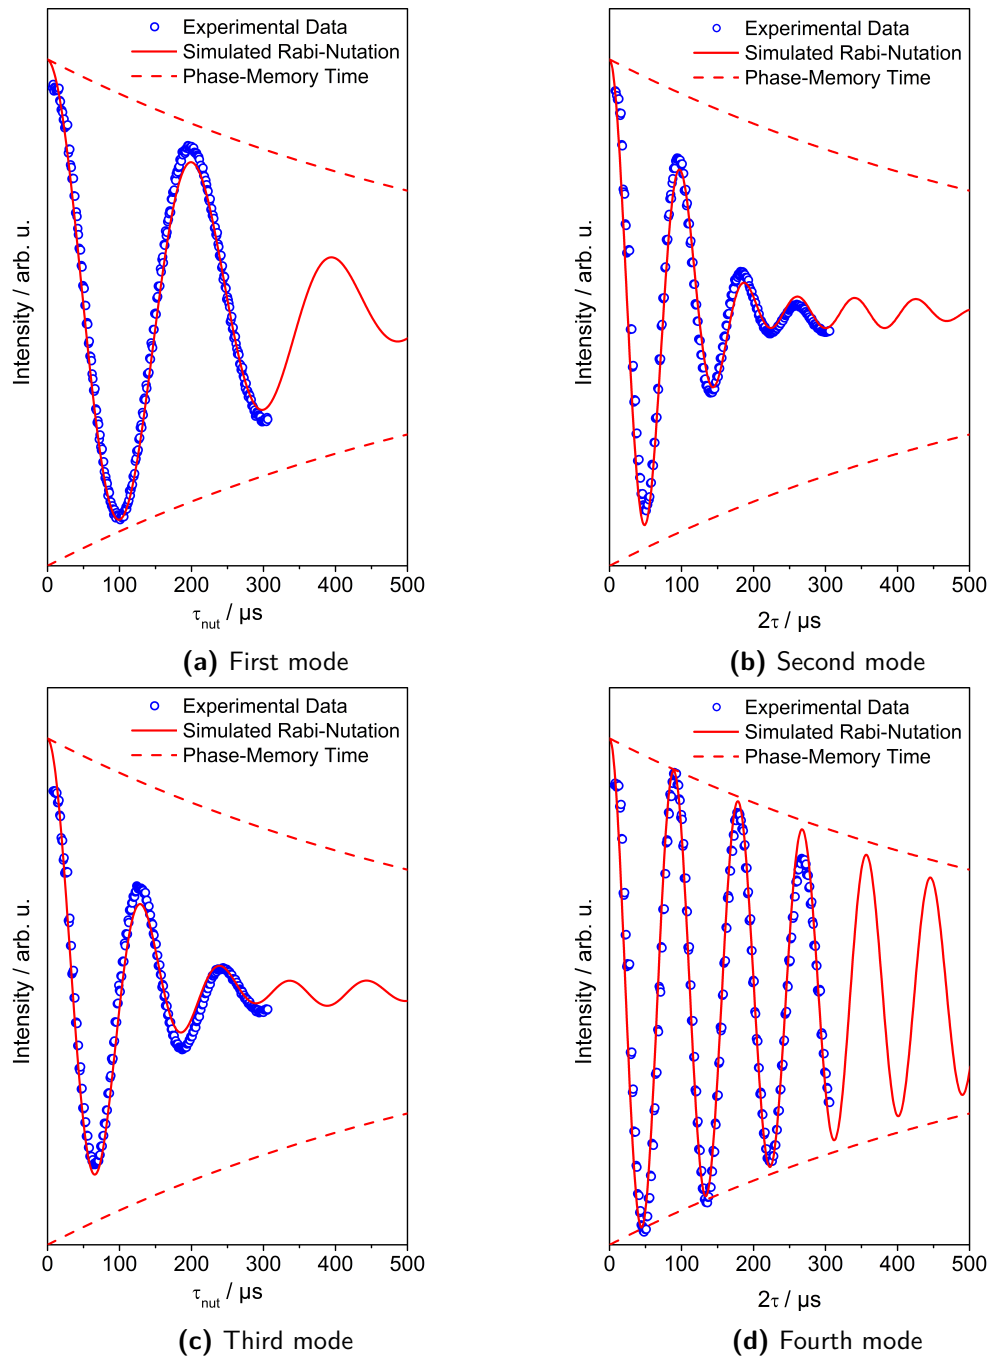 Experimental Data
Simulated Rabi-Nutation
Phase-Memory Time
Intensity / arb. u.
0 100 200 300 400 500
τnut / µs
(a) First mode
Experimental Data
Simulated Rabi-Nutation
Phase-Memory Time
Intensity / arb. u.
0 100 200 300 400 500
2τ / µs
(b) Second mode
Experimental Data
Simulated Rabi-Nutation
Phase-Memory Time
Intensity / arb. u.
0 100 200 300 400 500
τnut / µs
(c) Third mode
Experimental Data
Simulated Rabi-Nutation
Phase-Memory Time
Intensity / arb. u.
0 100 200 300 400 500
2τ / µs
(d) Fourth mode